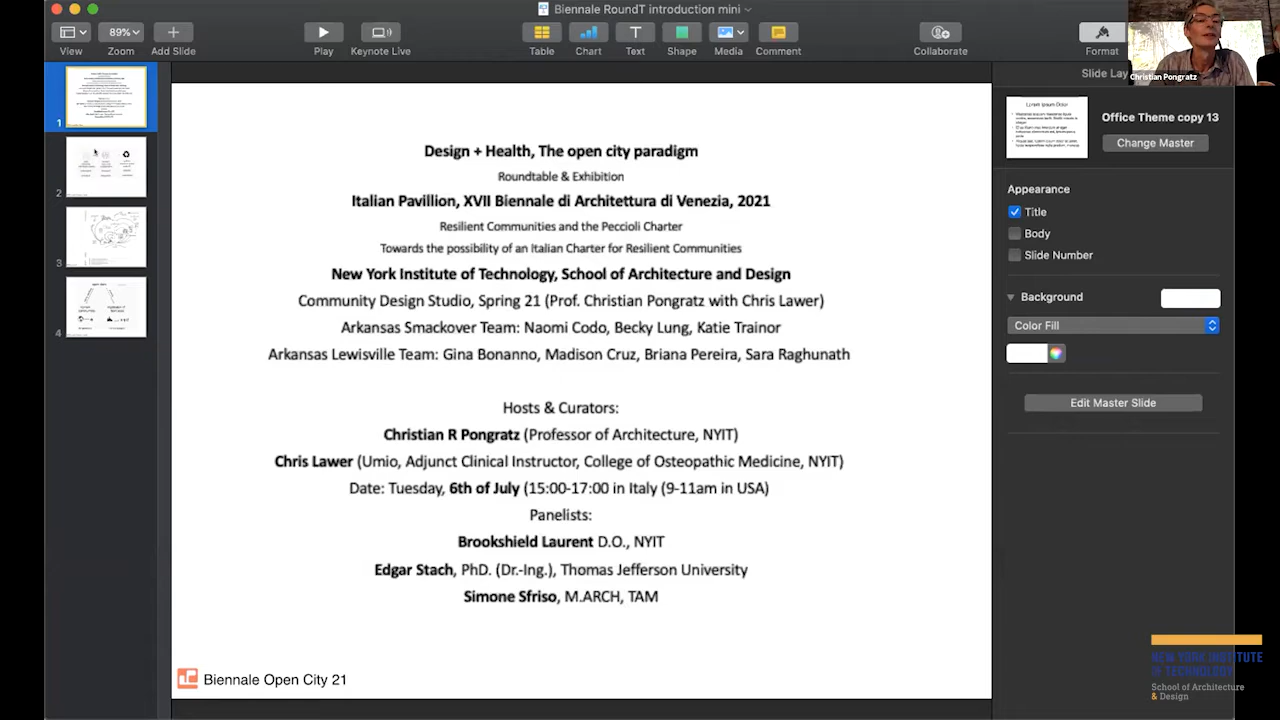 Biennale RoundT introduction mini
View
89%
Zoom
Add Slide
Play
Keynote Live
Table
Chart
Text
Shape
Media
Comment
Collaborate
Format
Christian Pongratz
Slide Lay
1
2
3
4
Design + Health, The open city paradigm
Roundtable & Exhibition
Italian Pavillion, XVII Biennale di Architettura di Venezia, 2021
Resilient Communities and the Peccioli Charter
Towards the possibility of an Italian Charter for Resilient Communities
New York Institute of Technology, School of Architecture and Design
Community Design Studio, Spring 21 (Prof. Christian Pongratz with Chris Lawer)
Arkansas Smackover Team: Naomi Codo, Becky Lung, Katie Trainor
Arkansas Lewisville Team: Gina Bonanno, Madison Cruz, Briana Pereira, Sara Raghunath
Hosts & Curators:
Christian R Pongratz (Professor of Architecture, NYIT)
Chris Lawer (Umio, Adjunct Clinical Instructor, College of Osteopathic Medicine, NYIT)
Date: Tuesday, 6th of July (15:00-17:00 in Italy (9-11am in USA)
Panelists:
Brookshield Laurent D.O., NYIT
Edgar Stach, PhD. (Dr.-Ing.), Thomas Jefferson University
Simone Sfriso, M.ARCH, TAM
Biennale Open City 21
Office Theme copy 13
Change Master
Appearance
Title
Body
Slide Number
Background
Color Fill
Edit Master Slide
NEW YORK INSTITUTE
OF TECHNOLOGY
School of Architecture
& Design